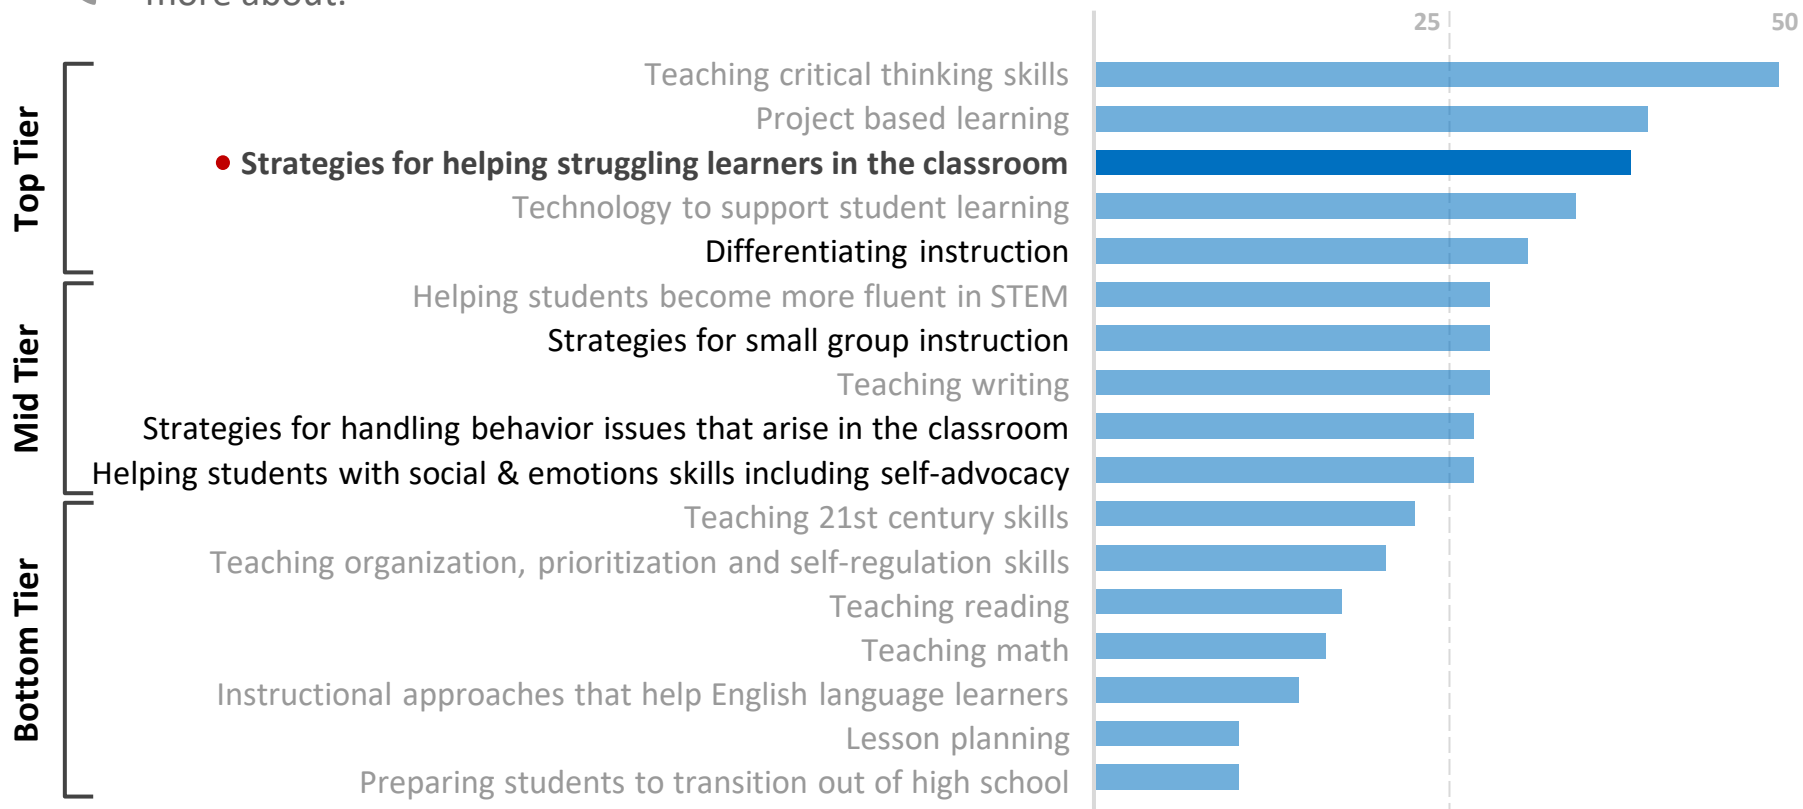 more about?
25 50
Top Tier
Teaching critical thinking skills
Project based learning
• Strategies for helping struggling learners in the classroom
Technology to support student learning
Differentiating instruction
Mid Tier
Helping students become more fluent in STEM
Strategies for small group instruction
Teaching writing
Strategies for handling behavior issues that arise in the classroom
Helping students with social & emotions skills including self-advocacy
Bottom Tier
Teaching 21st century skills
Teaching organization, prioritization and self-regulation skills
Teaching reading
Teaching math
Instructional approaches that help English language learners
Lesson planning
Preparing students to transition out of high school